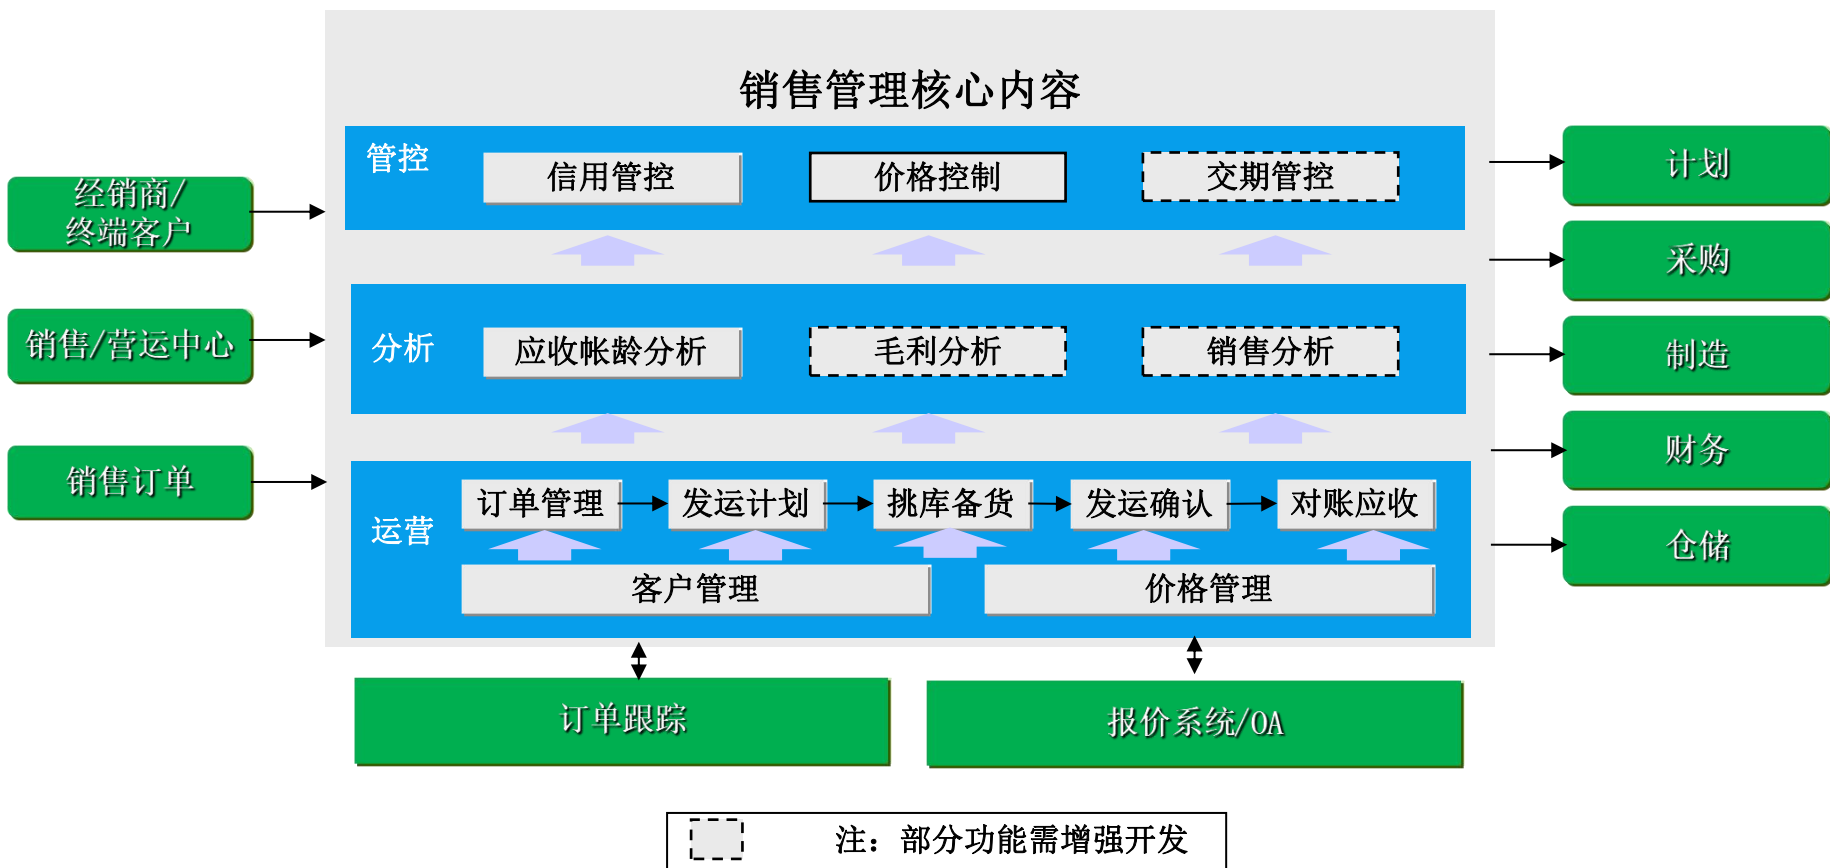 销售管理核心内容
管控
信用管控
价格控制
交期管控
经销商/
终端客户
销售/营运中心
销售订单
分析
应收帐龄分析
毛利分析
销售分析
运营
订单管理
发运计划
挑库备货
发运确认
对账应收
客户管理
价格管理
计划
采购
制造
财务
仓储
订单跟踪
报价系统/OA
注：部分功能需增强开发